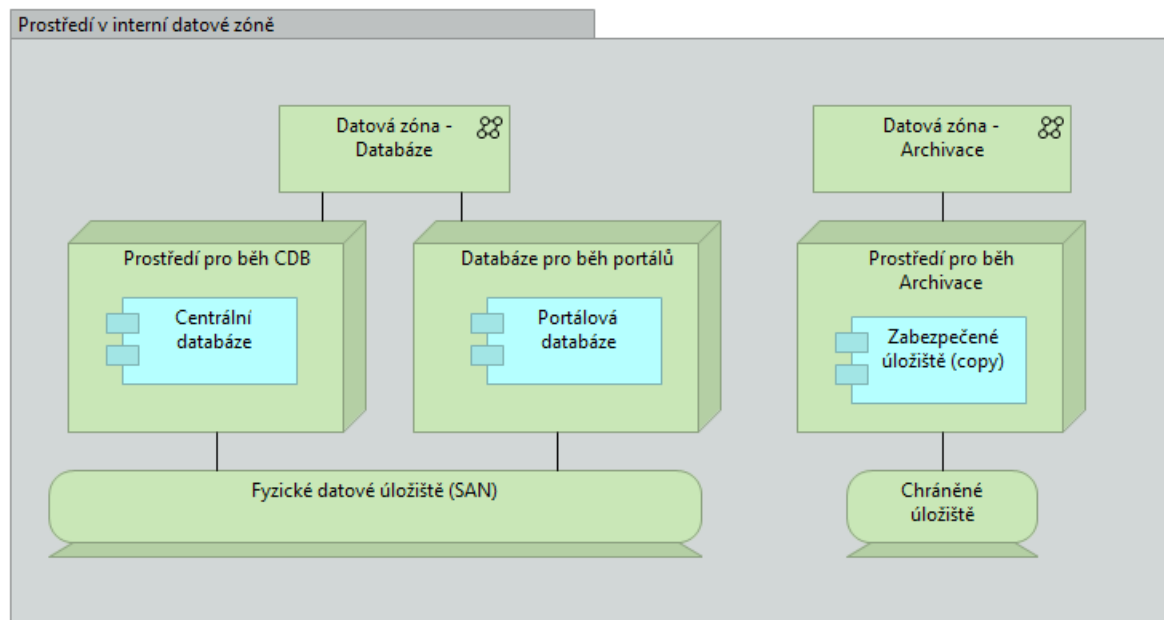 Prostředí v interní datové zóně
Datová zóna -
Databáze
Datová zóna -
Archivace
Prostředí pro běh CDB
Databáze pro běh portálů
Prostředí pro běh
Archivace
Centrální
databáze
Portálová
databáze
Zabezpečené
úložiště (copy)
Fyzické datové úložiště (SAN)
Chráněné
úložiště